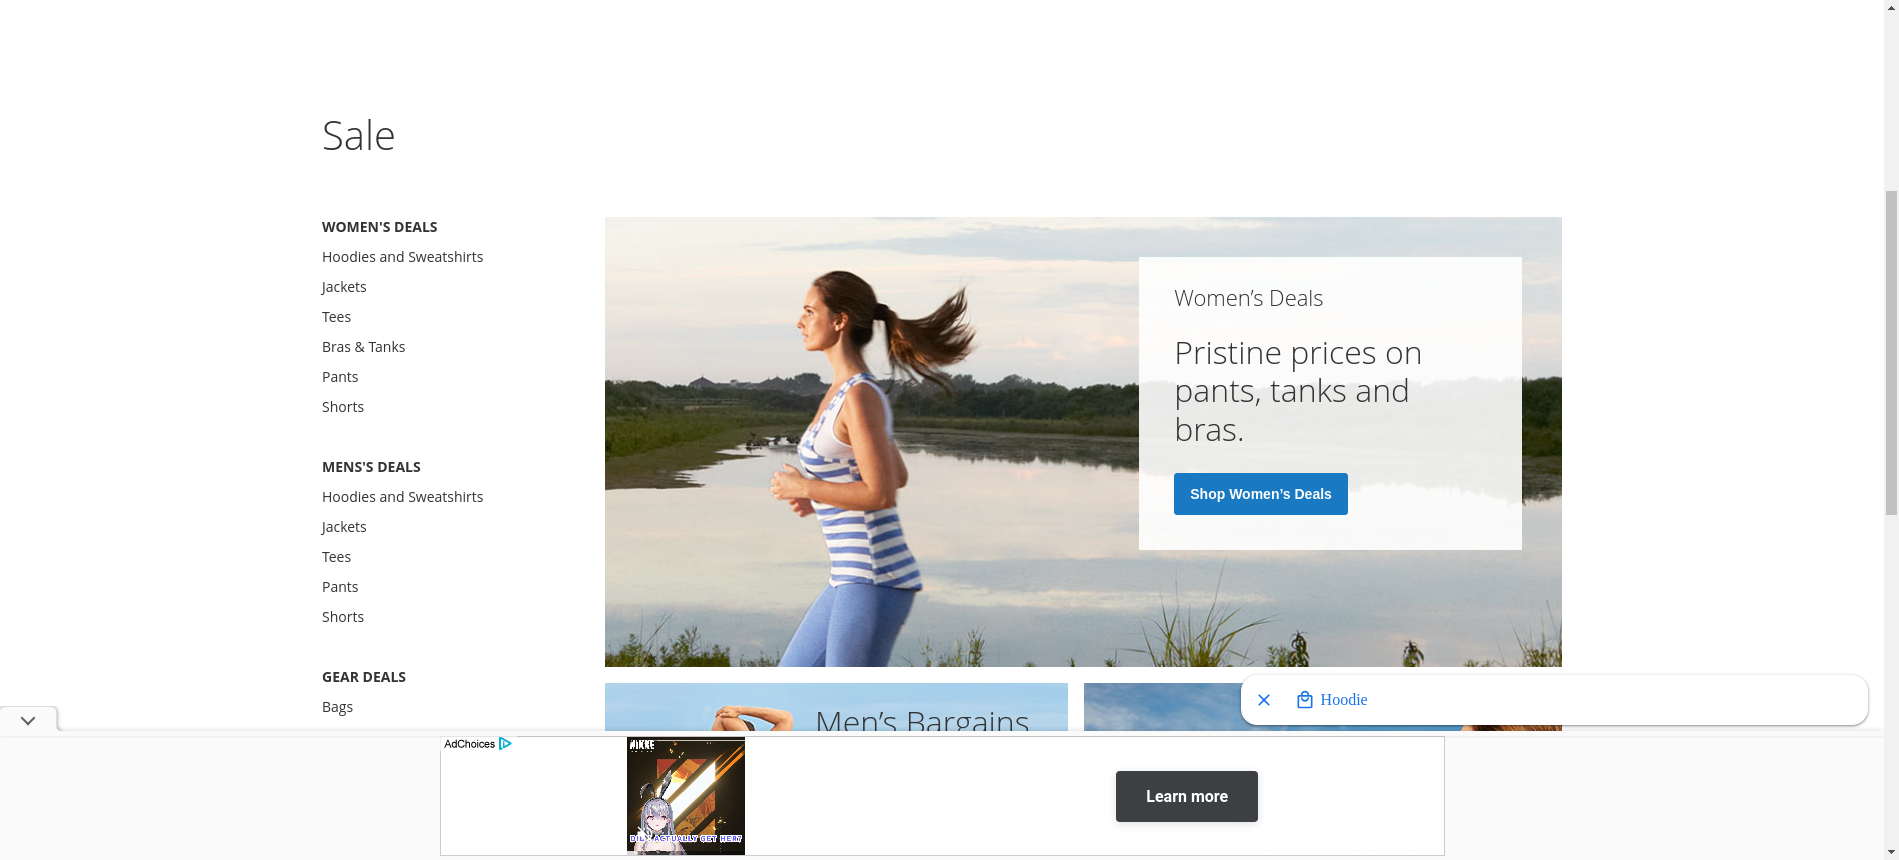 Sale
WOMEN'S DEALS
Hoodies and Sweatshirts
Jackets
Tees
Bras & Tanks
Pants
Shorts
MENS'S DEALS
Hoodies and Sweatshirts
Jackets
Tees
Pants
Shorts
GEAR DEALS
Bags
Women’s Deals
Pristine prices on
pants, tanks and
bras.
Shop Women’s Deals
Men’s Bargains
Hoodie
AdChoices
NIKKE
Learn more